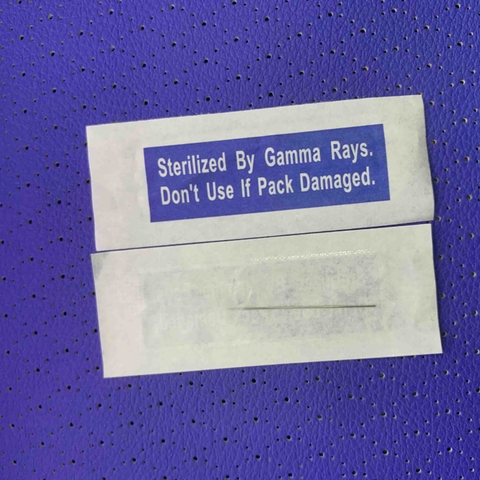 Sterilized By Gamma Rays.
Don't Use If Pack Damaged.